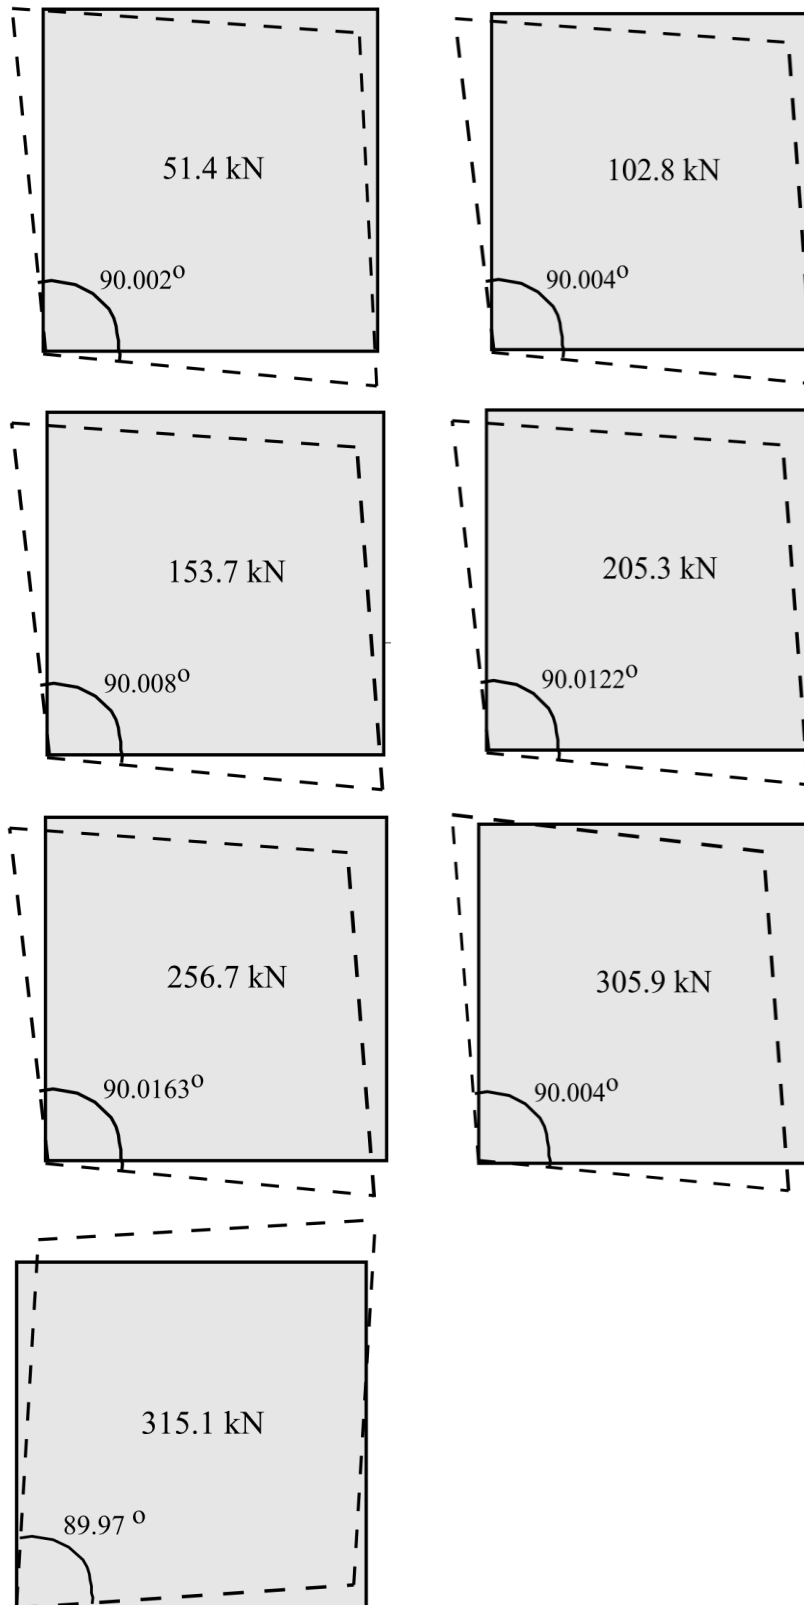 51.4 kN
90.002°
102.8 kN
90.004°
153.7 kN
90.008°
205.3 kN
90.0122°
256.7 kN
90.0163°
305.9 kN
90.004°
315.1 kN
89.97 °